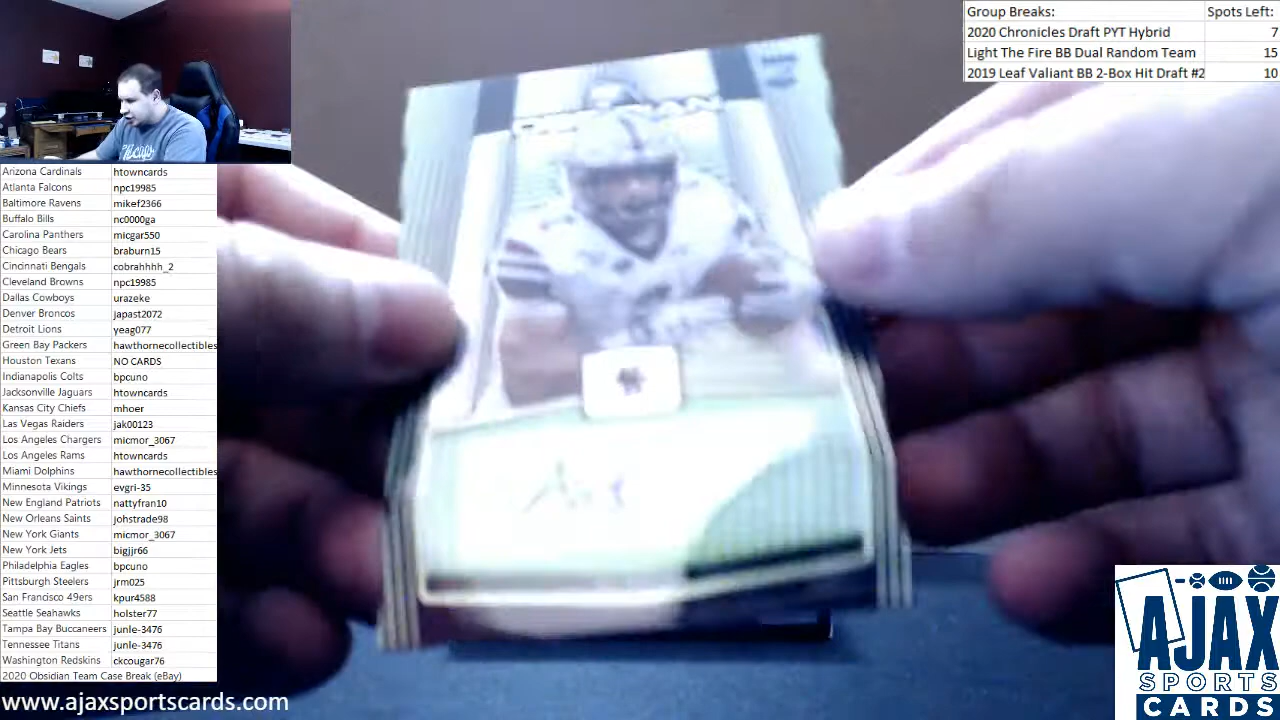 Group Breaks: Spots Left:
2020 Chronicles Draft PYT Hybrid 7
Light The Fire BB Dual Random Team 15
2019 Leaf Valiant BB 2-Box Hit Draft #2 10
Arizona Cardinals htowncards
Atlanta Falcons npc19985
Baltimore Ravens mikef2366
Buffalo Bills nc0000ga
Carolina Panthers micgar550
Chicago Bears braburn15
Cincinnati Bengals cobrahhhh_2
Cleveland Browns npc19985
Dallas Cowboys urazeke
Denver Broncos japast2072
Detroit Lions yeag077
Green Bay Packers hawthornecollectibles
Houston Texans NO CARDS
Indianapolis Colts bpcuno
Jacksonville Jaguars htowncards
Kansas City Chiefs mhoer
Las Vegas Raiders jak00123
Los Angeles Chargers micmor_3067
Los Angeles Rams htowncards
Miami Dolphins hawthornecollectibles
Minnesota Vikings evgri-35
New England Patriots nattyfran10
New Orleans Saints johstrade98
New York Giants micmor_3067
New York Jets bigjjr66
Philadelphia Eagles bpcuno
Pittsburgh Steelers jrm025
San Francisco 49ers kpur4588
Seattle Seahawks holster77
Tampa Bay Buccaneers junle-3476
Tennessee Titans junle-3476
Washington Redskins ckcougar76
2020 Obsidian Team Case Break (eBay)
www.ajaxsportscards.com
AJAX
SPORTS
CARDS